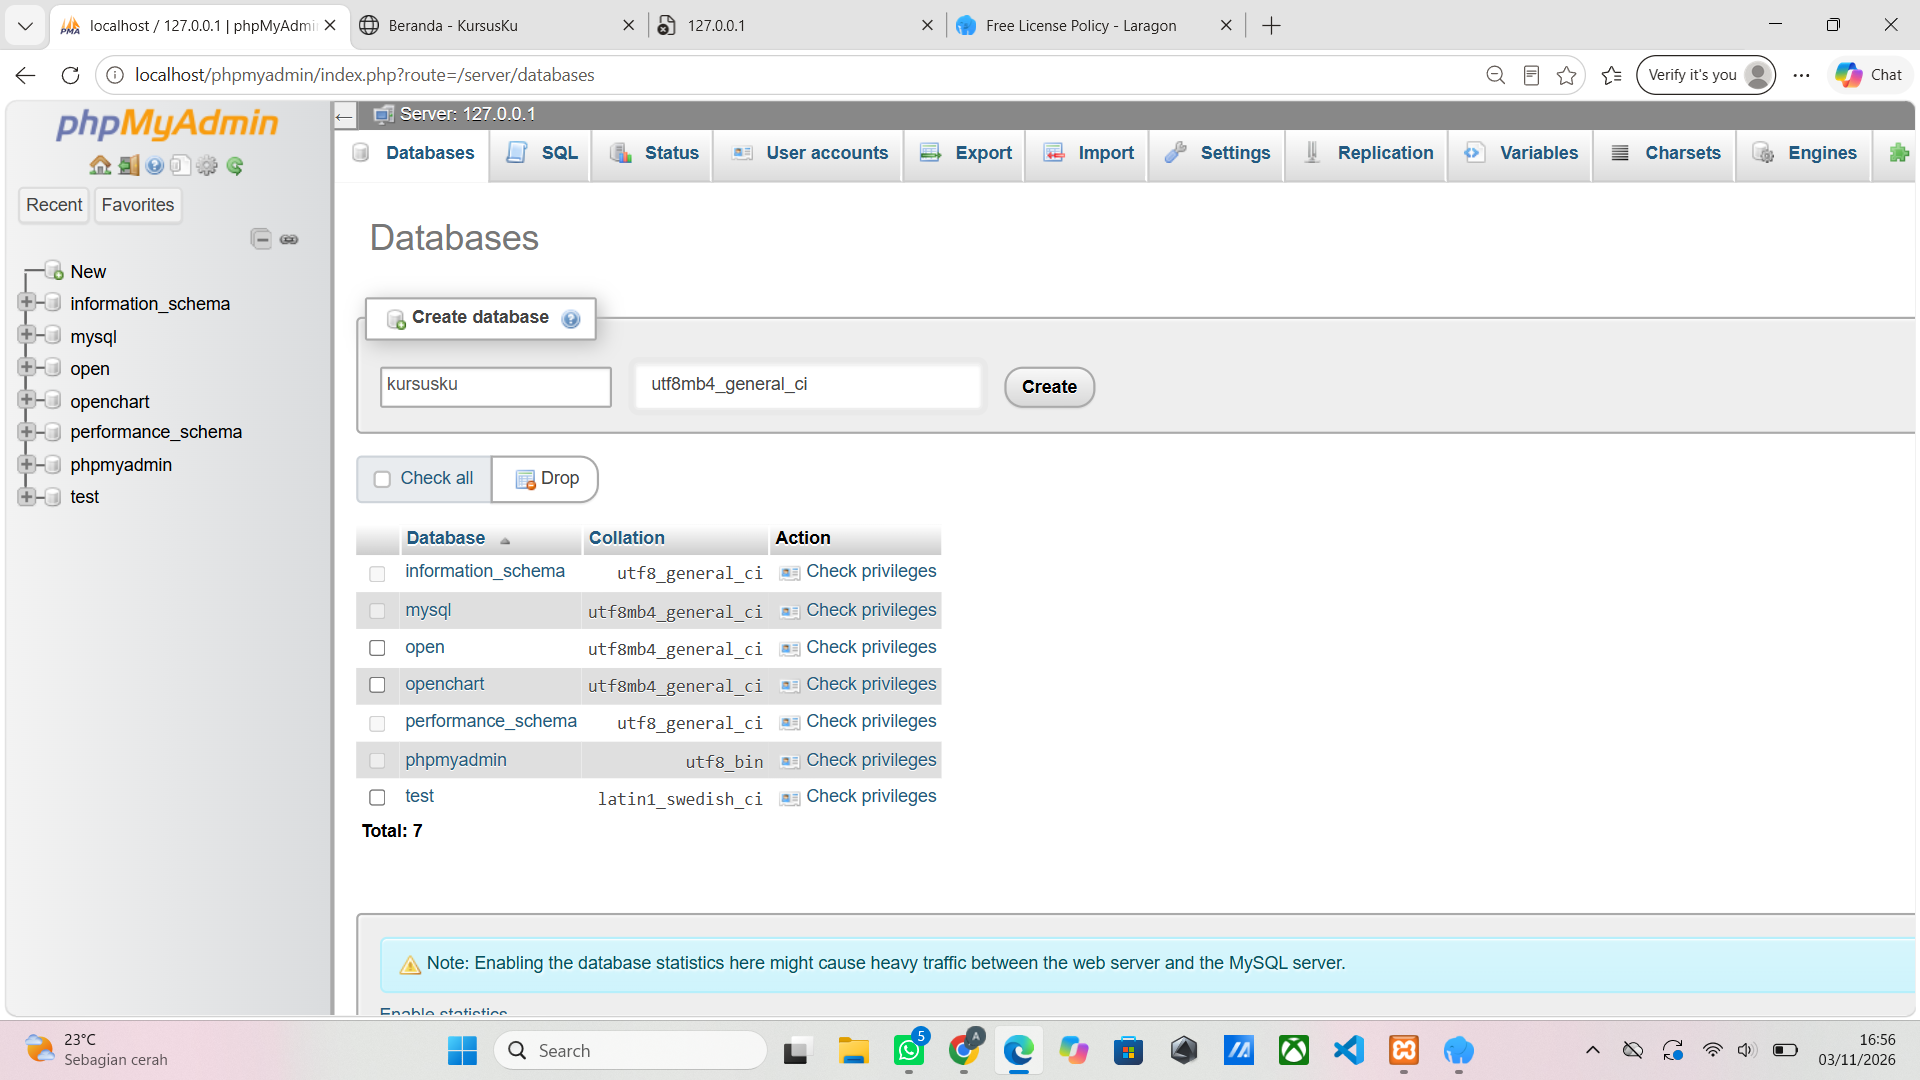 localhost / 127.0.0.1 | phpMyAdmin
Beranda - KursusKu
127.0.0.1
Free License Policy - Laragon
localhost/phpmyadmin/index.php?route=/server/databases
Verify it's you
Chat
phpMyAdmin
Recent
Favorites
New
information_schema
mysql
open
openchart
performance_schema
phpmyadmin
test
Server: 127.0.0.1
Databases
SQL
Status
User accounts
Export
Import
Settings
Replication
Variables
Charsets
Engines
Databases
Create database
kursusku
utf8mb4_general_ci
Create
Check all
Drop
Database Collation Action
information_schema utf8_general_ci Check privileges
mysql utf8mb4_general_ci Check privileges
open utf8mb4_general_ci Check privileges
openchart utf8mb4_general_ci Check privileges
performance_schema utf8_general_ci Check privileges
phpmyadmin utf8_bin Check privileges
test latin1_swedish_ci Check privileges
Total: 7
Note: Enabling the database statistics here might cause heavy traffic between the web server and the MySQL server.
Enable statistics
23°C
Sebagian cerah
Search
5
A
16:56
03/11/2026